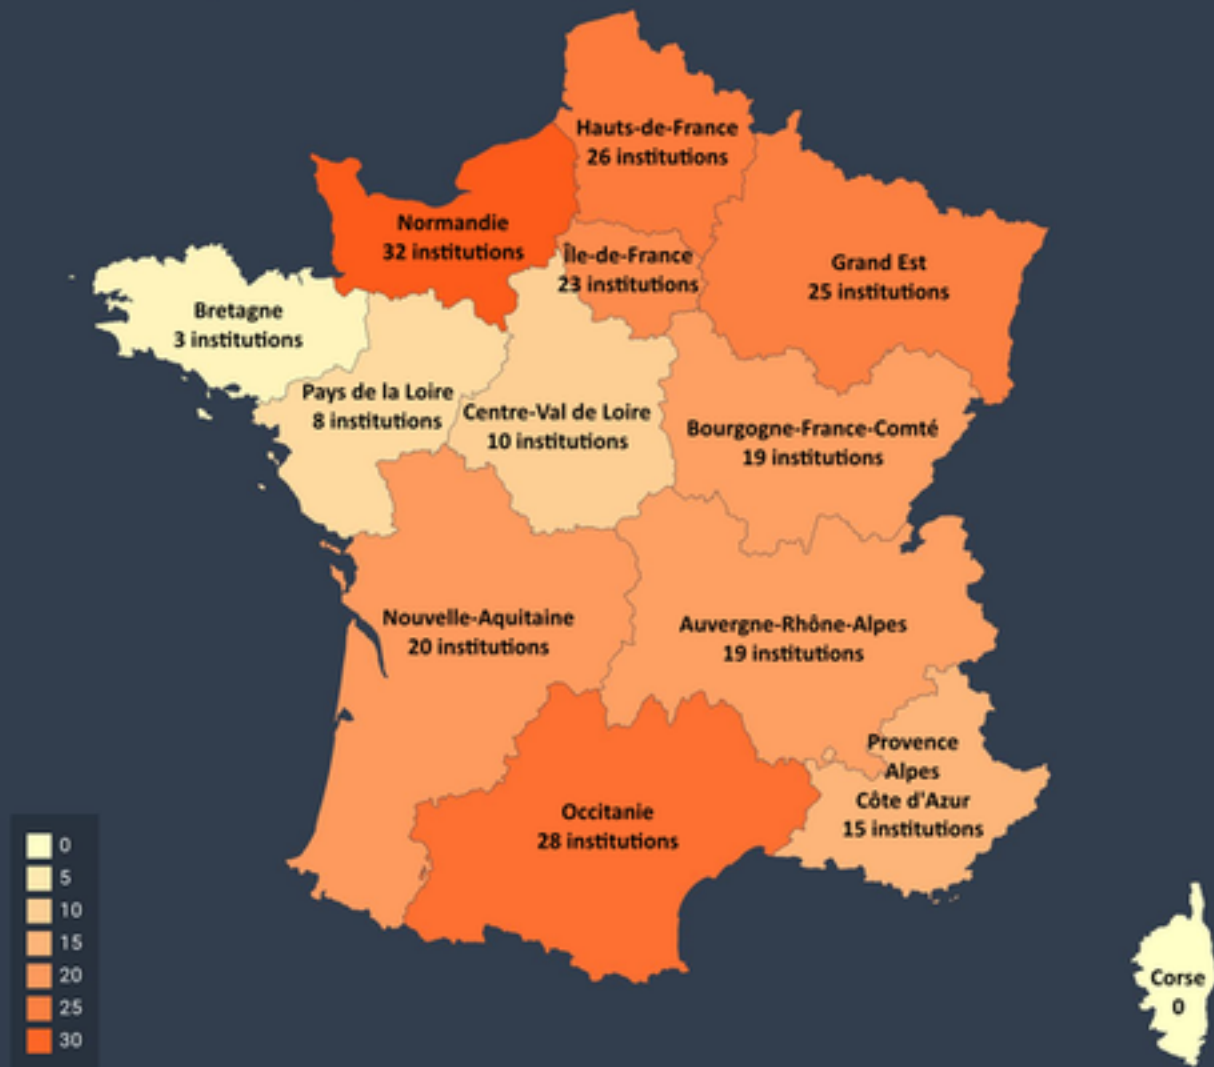 Hauts-de-France
26 institutions
Normandie
32 institutions
Île-de-France
23 institutions
Grand Est
25 institutions
Bretagne
3 institutions
Pays de la Loire
8 institutions
Centre-Val de Loire
10 institutions
Bourgogne-France-Comté
19 institutions
Nouvelle-Aquitaine
20 institutions
Auvergne-Rhône-Alpes
19 institutions
Provence
Alpes
Côte d'Azur
15 institutions
Occitanie
28 institutions
Corse
0
0
5
10
15
20
25
30